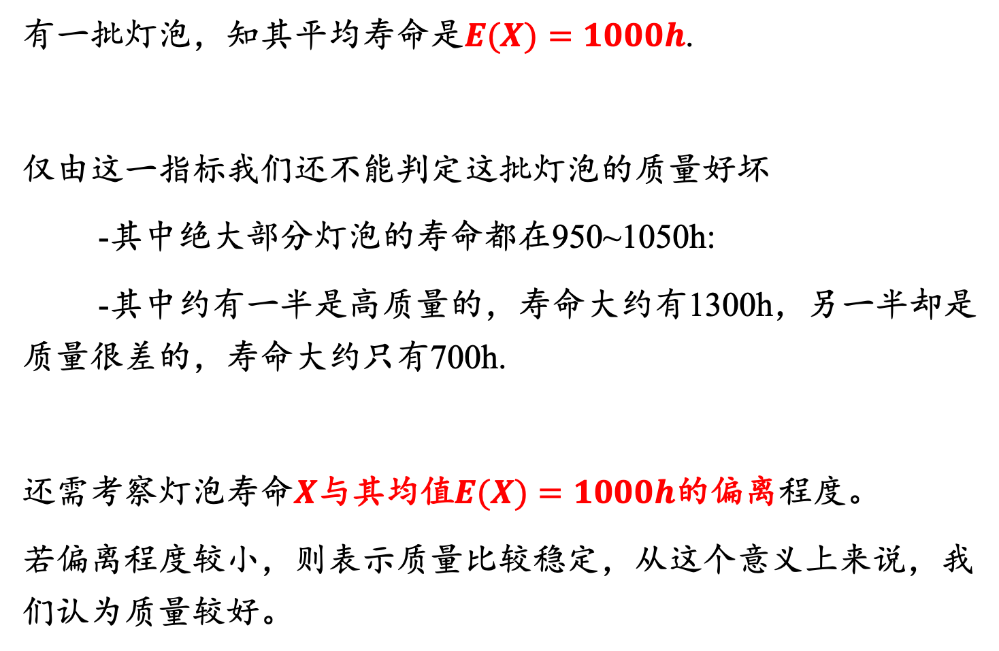 有一批灯泡，知其平均寿命是E(X) = 1000h.
仅由这一指标我们还不能判定这批灯泡的质量好坏
-其中绝大部分灯泡的寿命都在950~1050h:
-其中约有一半是高质量的，寿命大约有1300h，另一半却是
质量很差的，寿命大约只有700h.
还需考察灯泡寿命X与其均值E(X) = 1000h的偏离程度。
若偏离程度较小，则表示质量比较稳定，从这个意义上来说，我
们认为质量较好。